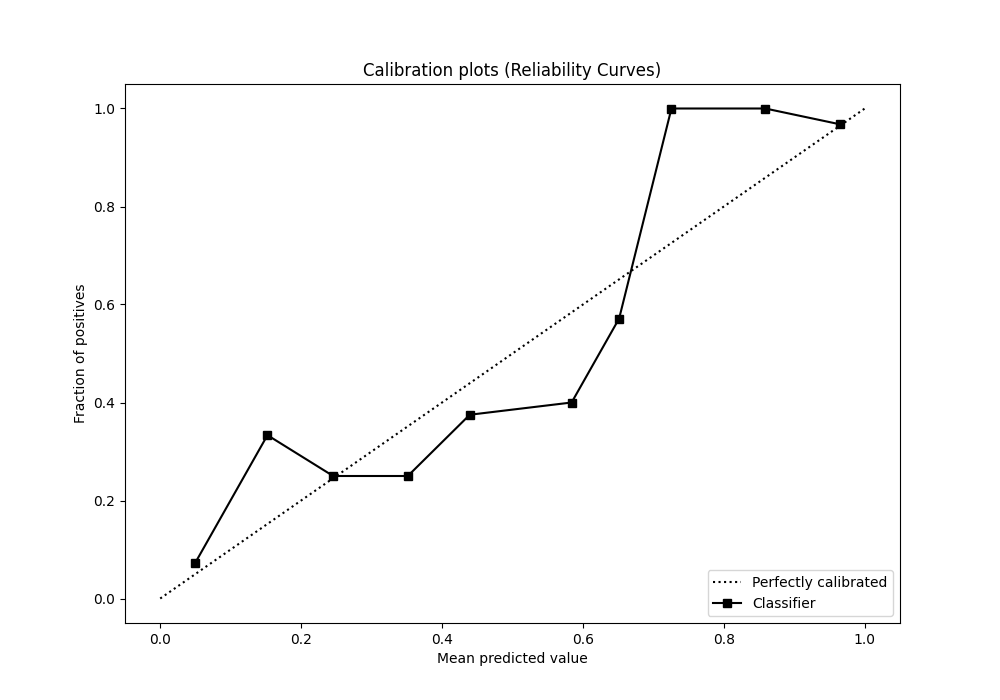 Calibration plots (Reliability Curves)
1.0
0.8
0.6
0.4
0.2
0.0
Fraction of positives
0.0 0.2 0.4 0.6 0.8 1.0
Mean predicted value
Perfectly calibrated
Classifier